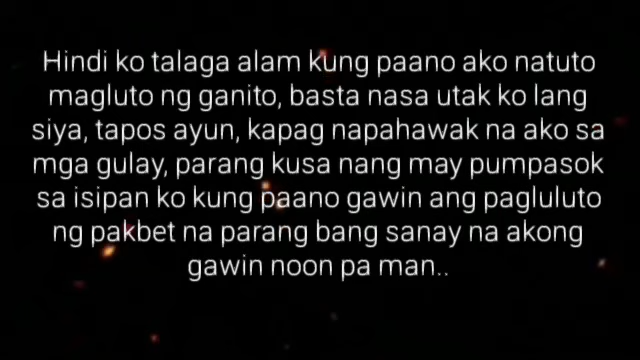 Hindi ko talaga alam kung paano ako natuto
magluto ng ganito, basta nasa utak ko lang
siya, tapos ayun, kapag napahawak na ako sa
mga gulay, parang kusa nang may pumpasok
sa isipan ko kung paano gawin ang pagluluto
ng pakbet na parang bang sanay na akong
gawin noon pa man..